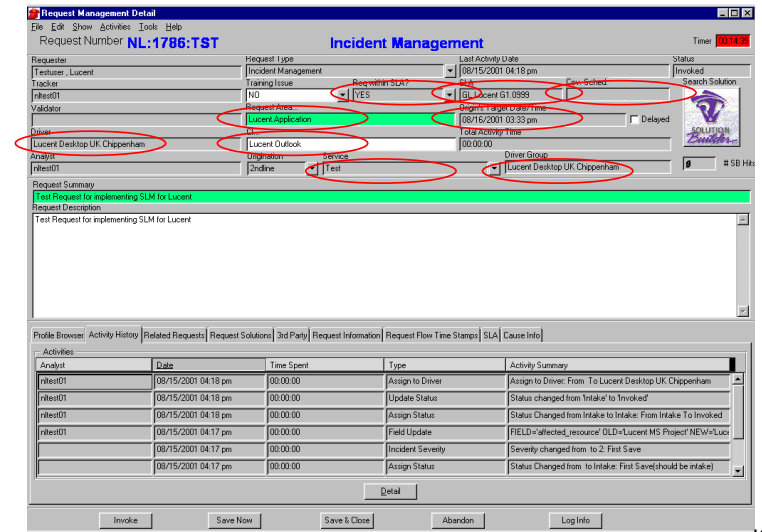 Request Management Detail
File Edit Show Activities Tools Help
Request Number NL:1786:TST Incident Management Timer 00:14:35
Requester Request Type Last Activity Date Status
Testuser , Lucent Incident Management 08/15/2001 04:18 pm Invoked
Tracker Training Issue Req within SLA? SLA Cov. Sched. Search Solution
nltest01 NO YES GL Lucent G1.0999
Validator Request Area... Origin's Target Date/Time
Lucent Application 08/16/2001 03:33 pm Delayed
Driver CI... Total Activity Time SOLUTION
Lucent Desktop UK Chippenham Lucent Outlook 00:00:00 Builder
Analyst Origination Service Driver Group
nltest01 2ndline Test Lucent Desktop UK Chippenham # SB Hits
Request Summary
Test Request for implementing SLM for Lucent
Request Description
Test Request for implementing SLM for Lucent
Profile Browser Activity History Related Requests Request Solutions 3rd Party Request Information Request Flow Time Stamps SLA Cause Info
Activities
Analyst Date Time Spent Type Activity Summary
nltest01 08/15/2001 04:18 pm 00:00:00 Assign to Driver Assign to Driver: From To Lucent Desktop UK Chippenham
nltest01 08/15/2001 04:18 pm 00:00:00 Update Status Status changed from 'Intake' to 'Invoked'
nltest01 08/15/2001 04:18 pm 00:00:00 Assign Status Status Changed from Intake to Intake: From Intake To Invoked
nltest01 08/15/2001 04:17 pm 00:00:00 Field Update FIELD='affected_resource' OLD='Lucent MS Project' NEW='Luce
08/15/2001 04:17 pm 00:00:00 Incident Severity Severity changed from to 2: First Save
08/15/2001 04:17 pm 00:00:00 Assign Status Status Changed from to Intake: First Save(should be intake)
Detail
Invoke Save Now Save & Close Abandon Log Info